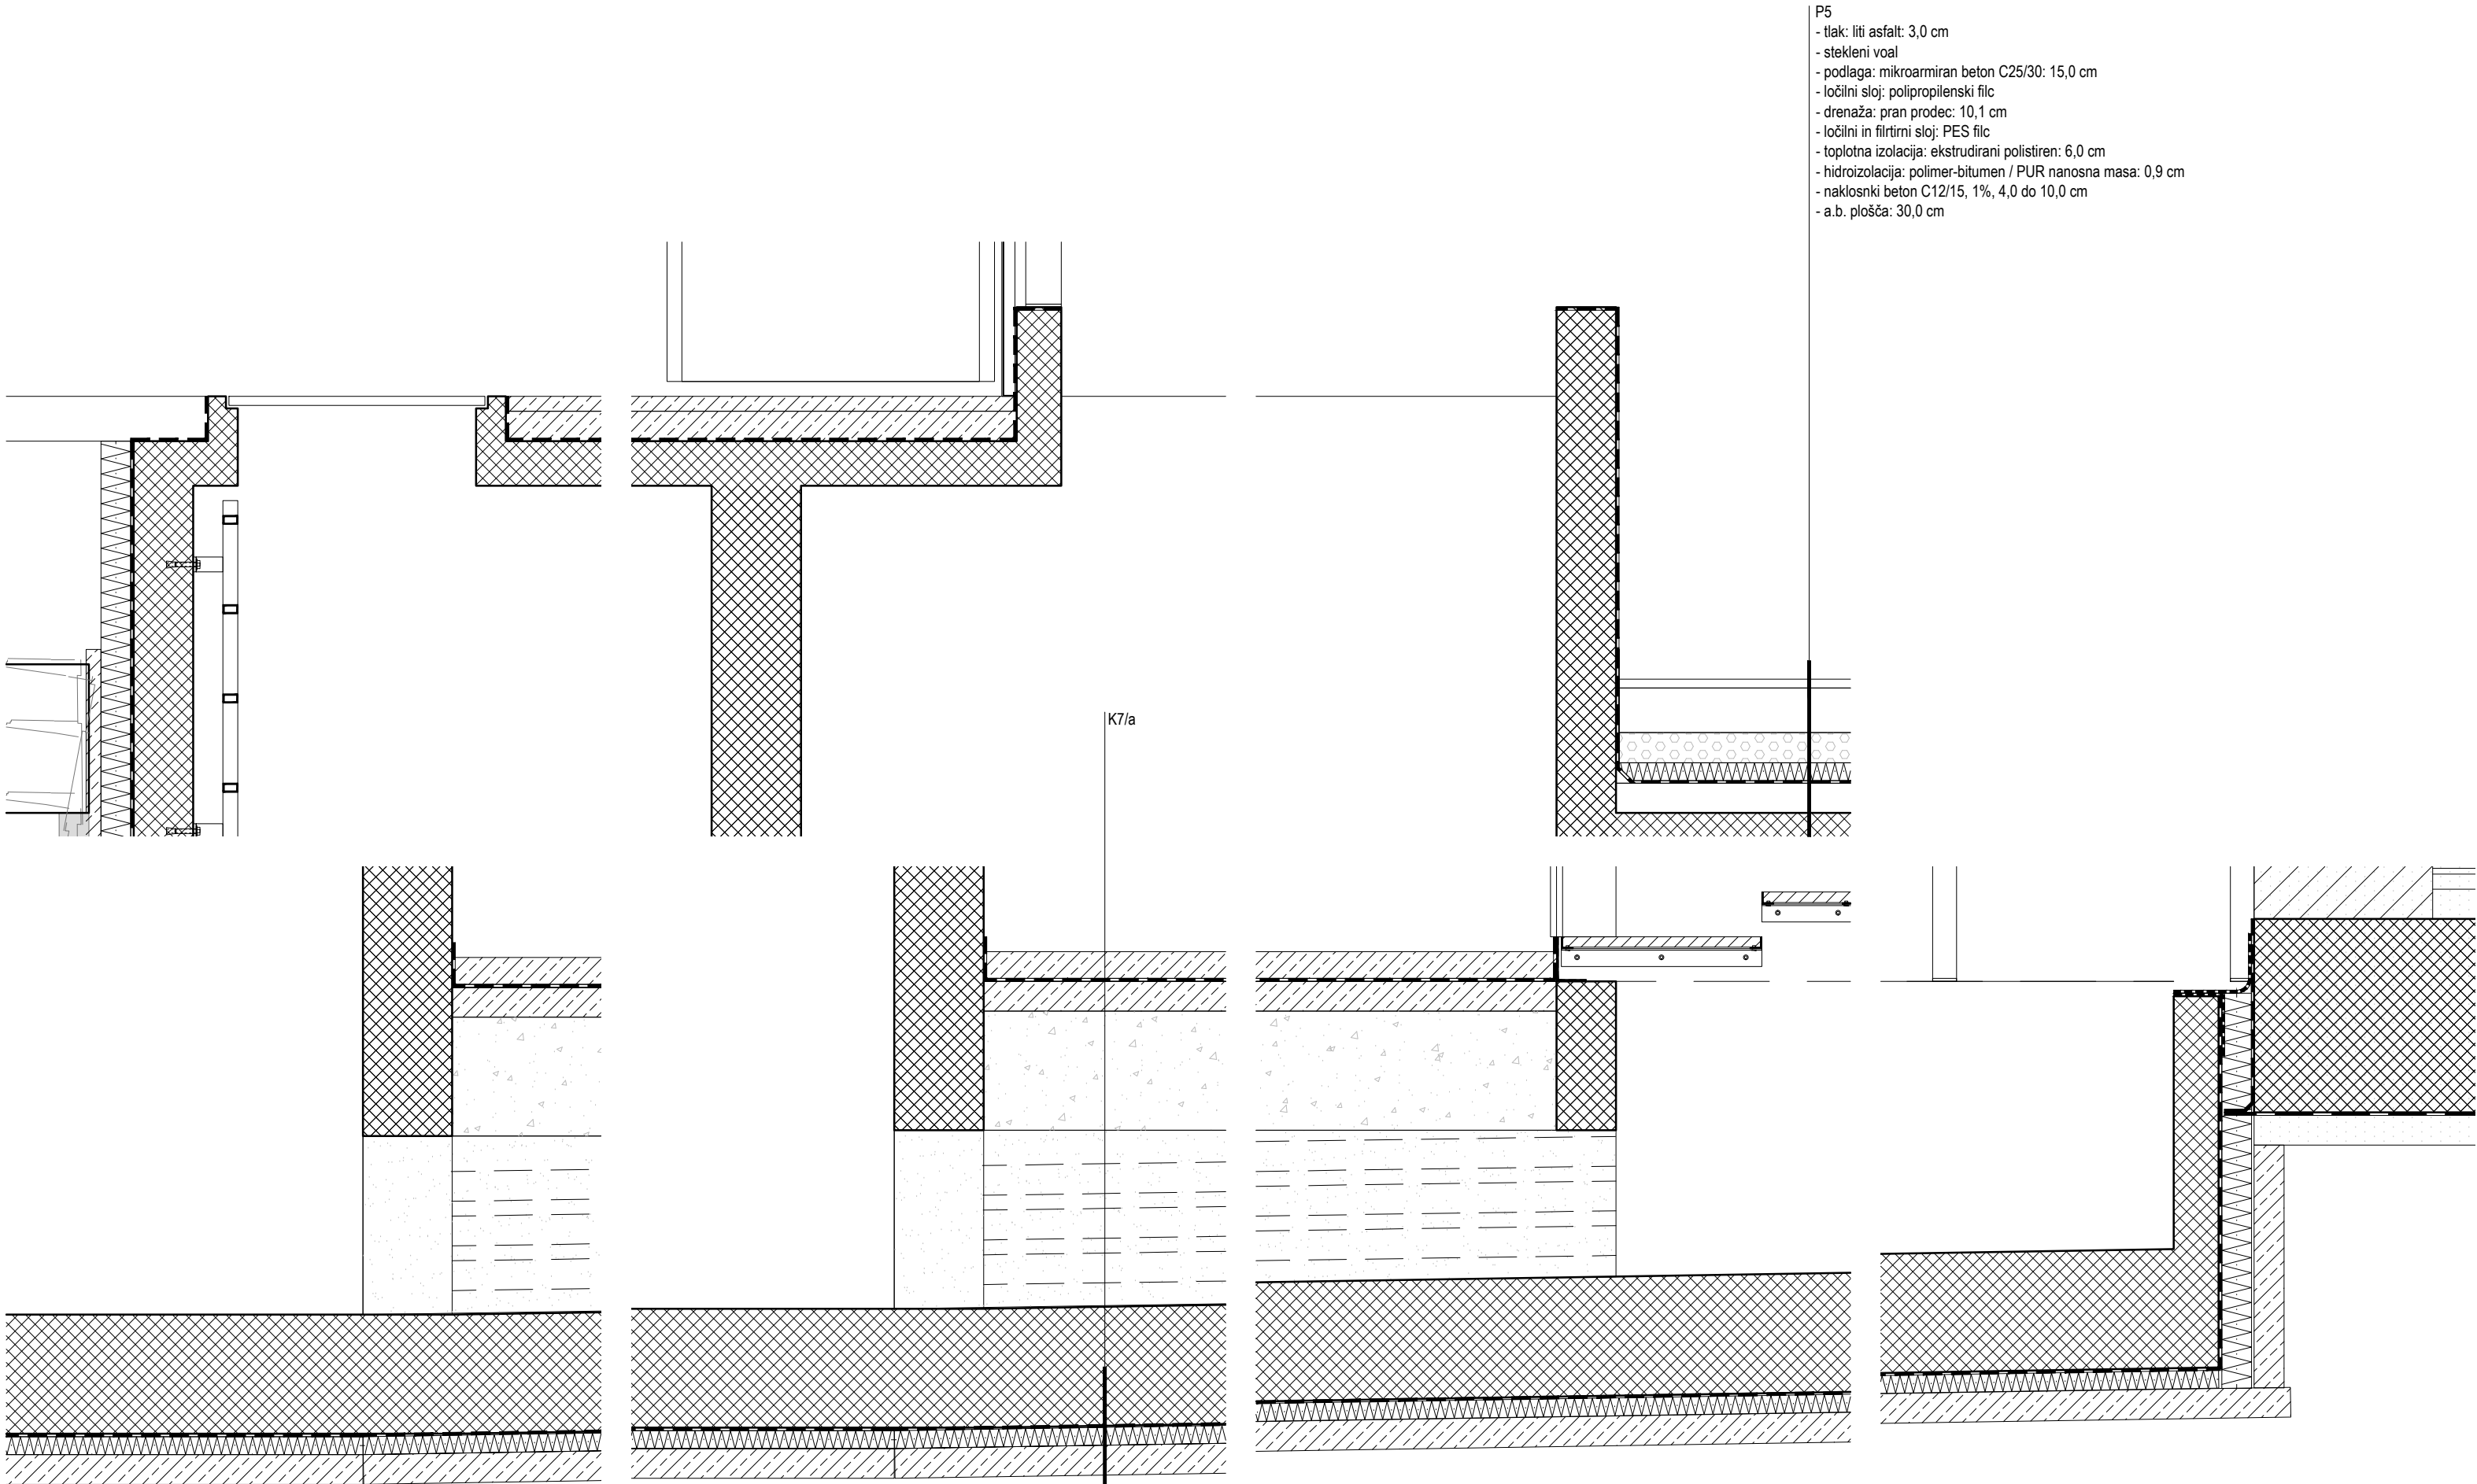 P5
- tlak: liti asfalt: 3,0 cm
- stekleni voal
- podlaga: mikroarmiran beton C25/30: 15,0 cm
- ločilni sloj: polipropilenski filc
- drenaža: pran prodec: 10,1 cm
- ločilni in filrtirni sloj: PES filc
- toplotna izolacija: ekstrudirani polistiren: 6,0 cm
- hidroizolacija: polimer-bitumen / PUR nanosna masa: 0,9 cm
- naklosnki beton C12/15, 1%, 4,0 do 10,0 cm
- a.b. plošča: 30,0 cm
K7/a